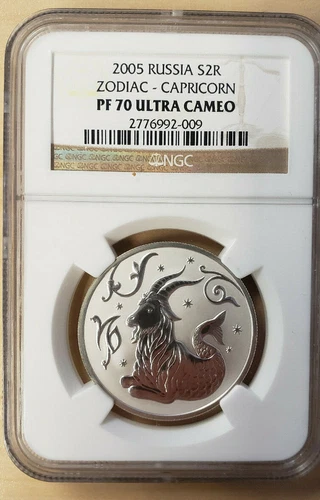 2005 RUSSIA S2R
ZODIAC - CAPRICORN
PF 70 ULTRA CAMEO
2776992-009
NGC